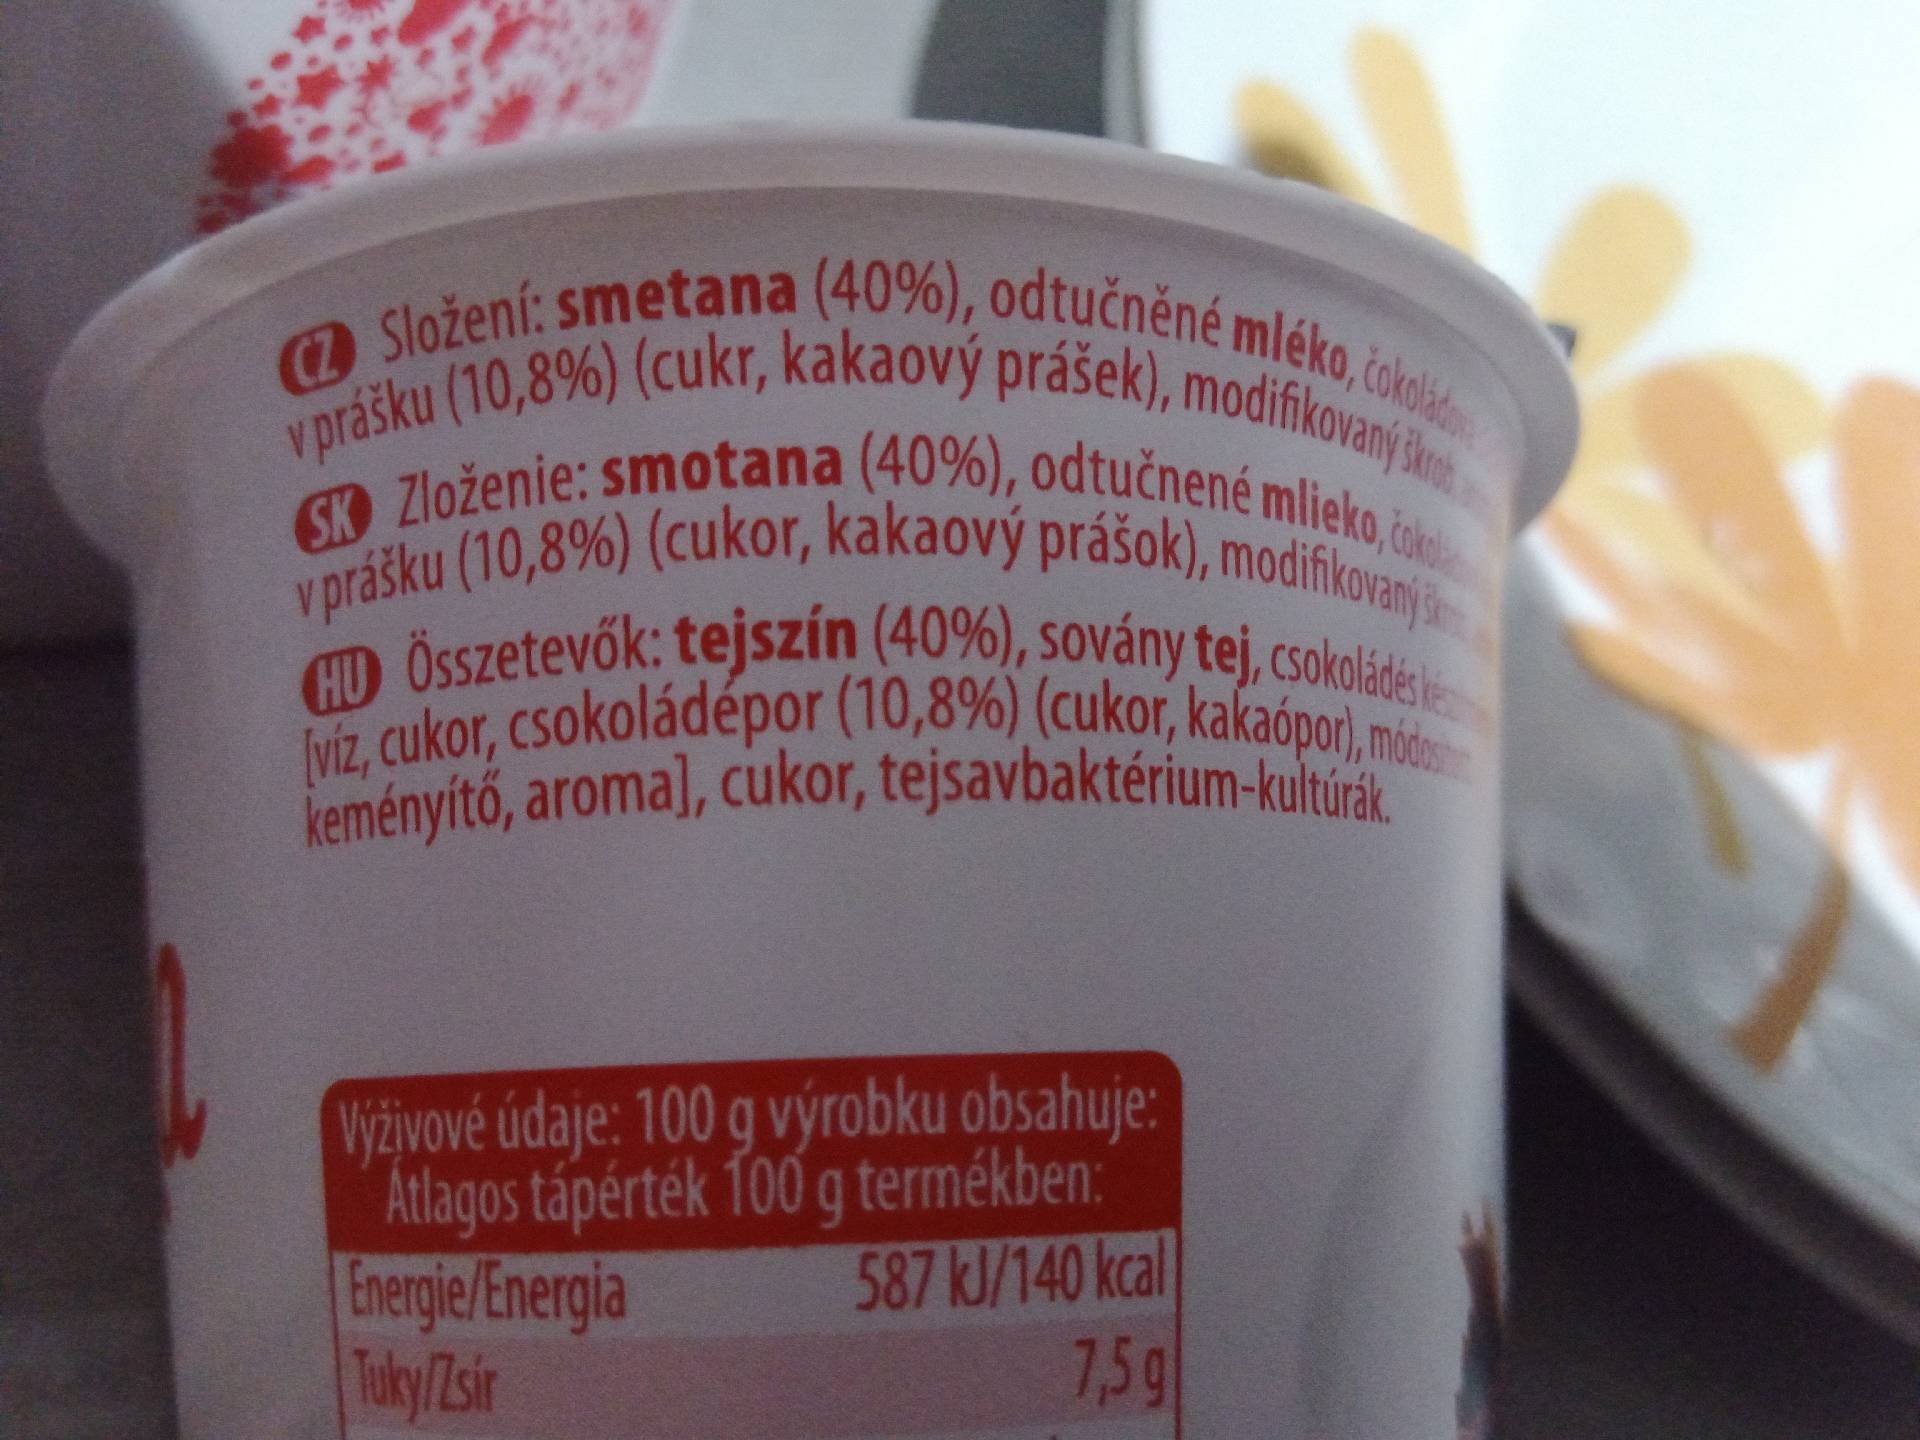 CZ Složení: smetana (40%), odtučněné mléko, čokoládová
v prášku (10,8%) (cukr, kakaový prášek), modifikovaný škrob
SK Zloženie: smotana (40%), odtučnené mlieko,
v prášku (10,8%) (cukor, kakaový prášok), modifikovaný
HU Összetevők: tejszín (40%), sovány tej, csokoládés
[víz, cukor, csokoládépor (10,8%) (cukor, kakaópor),
keményítő, aroma], cukor, tejsavbaktérium-kultúrák.
Výživové údaje: 100 g výrobku obsahuje:
Átlagos tápérték 100 g termékben:
Energie/Energia 587 kJ/140 kcal
Tuky/Zsír 7,5 g